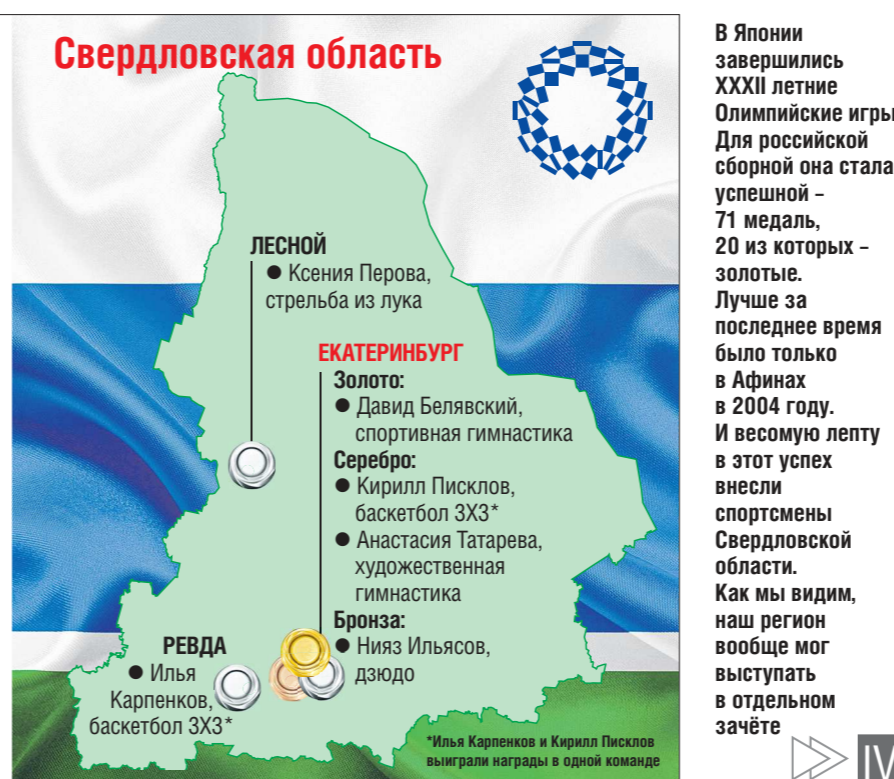 Свердловская область
ЛЕСНОЙ
● Ксения Перова,
стрельба из лука
ЕКАТЕРИНБУРГ
Золото:
● Давид Белявский,
спортивная гимнастика
Серебро:
● Кирилл Писклов,
баскетбол 3Х3*
● Анастасия Татарева,
художественная
гимнастика
Бронза:
● Нияз Ильясов,
дзюдо
РЕВДА
● Илья
Карпенков,
баскетбол 3Х3*
*Илья Карпенков и Кирилл Писклов
выиграли награды в одной команде
В Японии
завершились
XXXII летние
Олимпийские игры
Для российской
сборной она стала
успешной –
71 медаль,
20 из которых –
золотые.
Лучше за
последнее время
было только
в Афинах
в 2004 году.
И весомую лепту
в этот успех
внесли
спортсмены
Свердловской
области.
Как мы видим,
наш регион
вообще мог
выступать
в отдельном
зачёте
IV